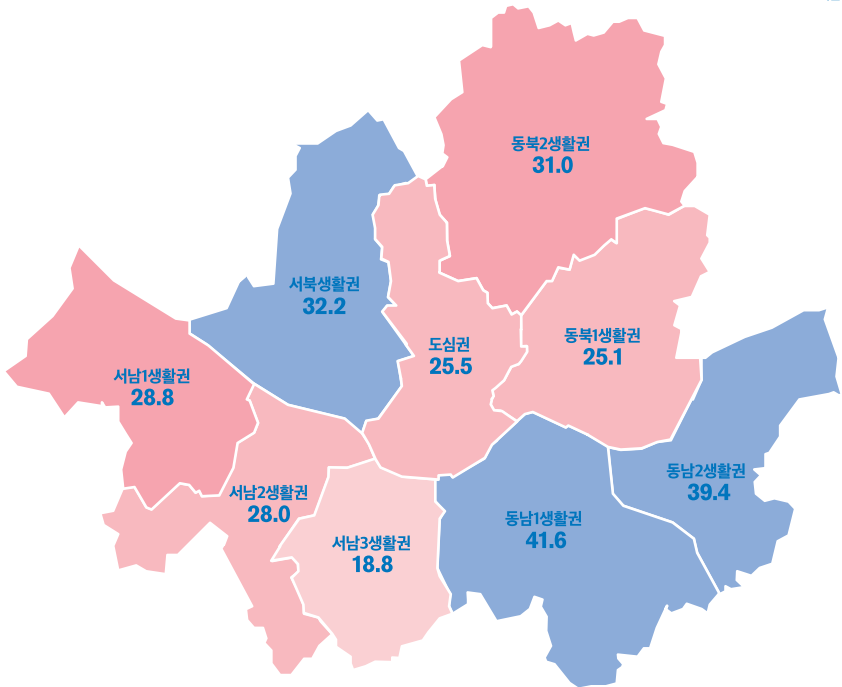 동북2생활권
31.0
서북생활권
32.2
도심권
25.5
동북1생활권
25.1
서남1생활권
28.8
서남2생활권
28.0
동남2생활권
39.4
동남1생활권
41.6
서남3생활권
18.8